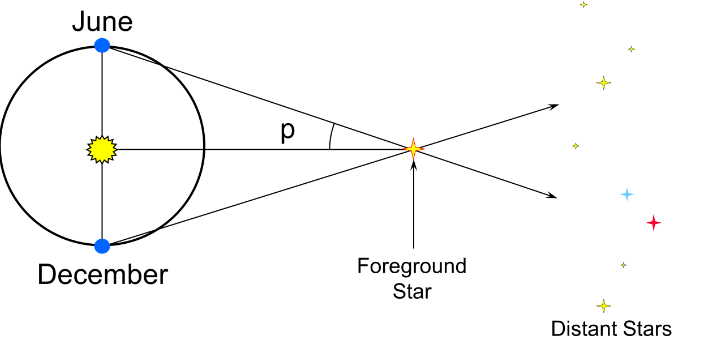 June
p
December
Foreground
Star
Distant Stars